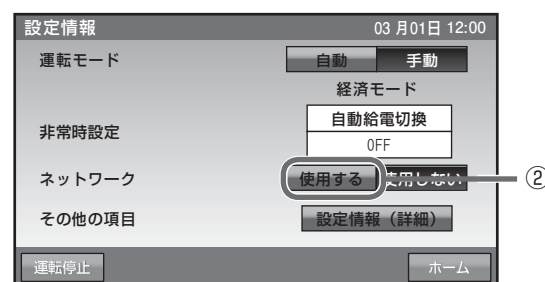 設定情報 03月01日 12:00
運転モード 自動 手動
経済モード
非常時設定 自動給電切換
OFF
ネットワーク 使用する 使用しない ②
その他の項目 設定情報(詳細)
運転停止 ホーム